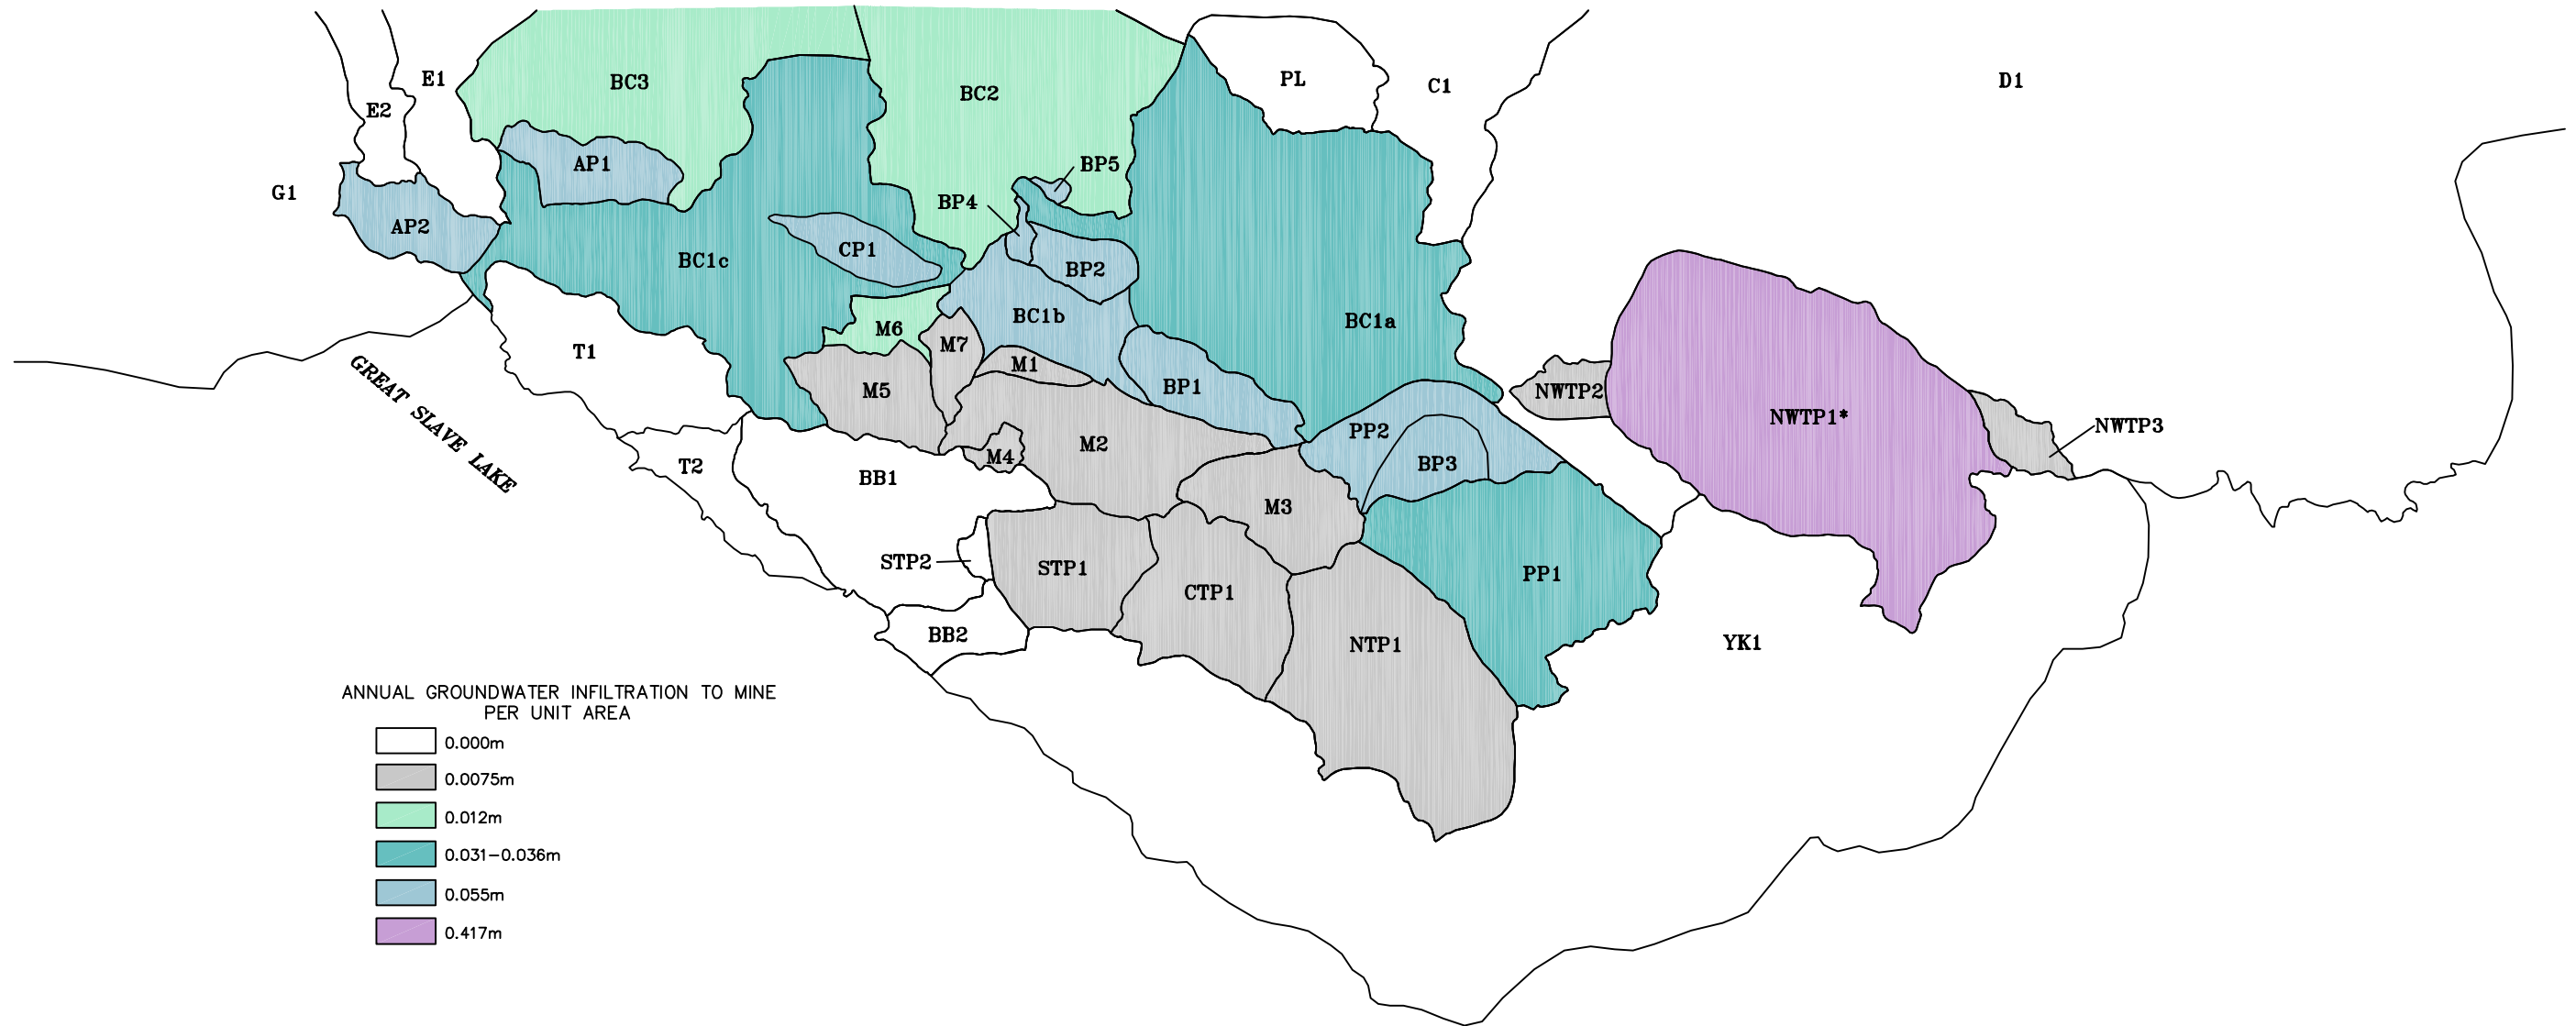 E1
BC3
BC2
PL
C1
D1
E2
AP1
BP5
G1
BP4
AP2
CP1
BC1c
BP2
BC1b
BC1a
M6
M7
T1
M1
M5
BP1
NWTP2
NWTP1*
NWTP3
GREAT SLAVE LAKE
PP2
M2
M4
BP3
T2
BB1
M3
STP2
STP1
CTP1
PP1
BB2
NTP1
YK1
ANNUAL GROUNDWATER INFILTRATION TO MINE
PER UNIT AREA
0.000m
0.0075m
0.012m
0.031-0.036m
0.055m
0.417m